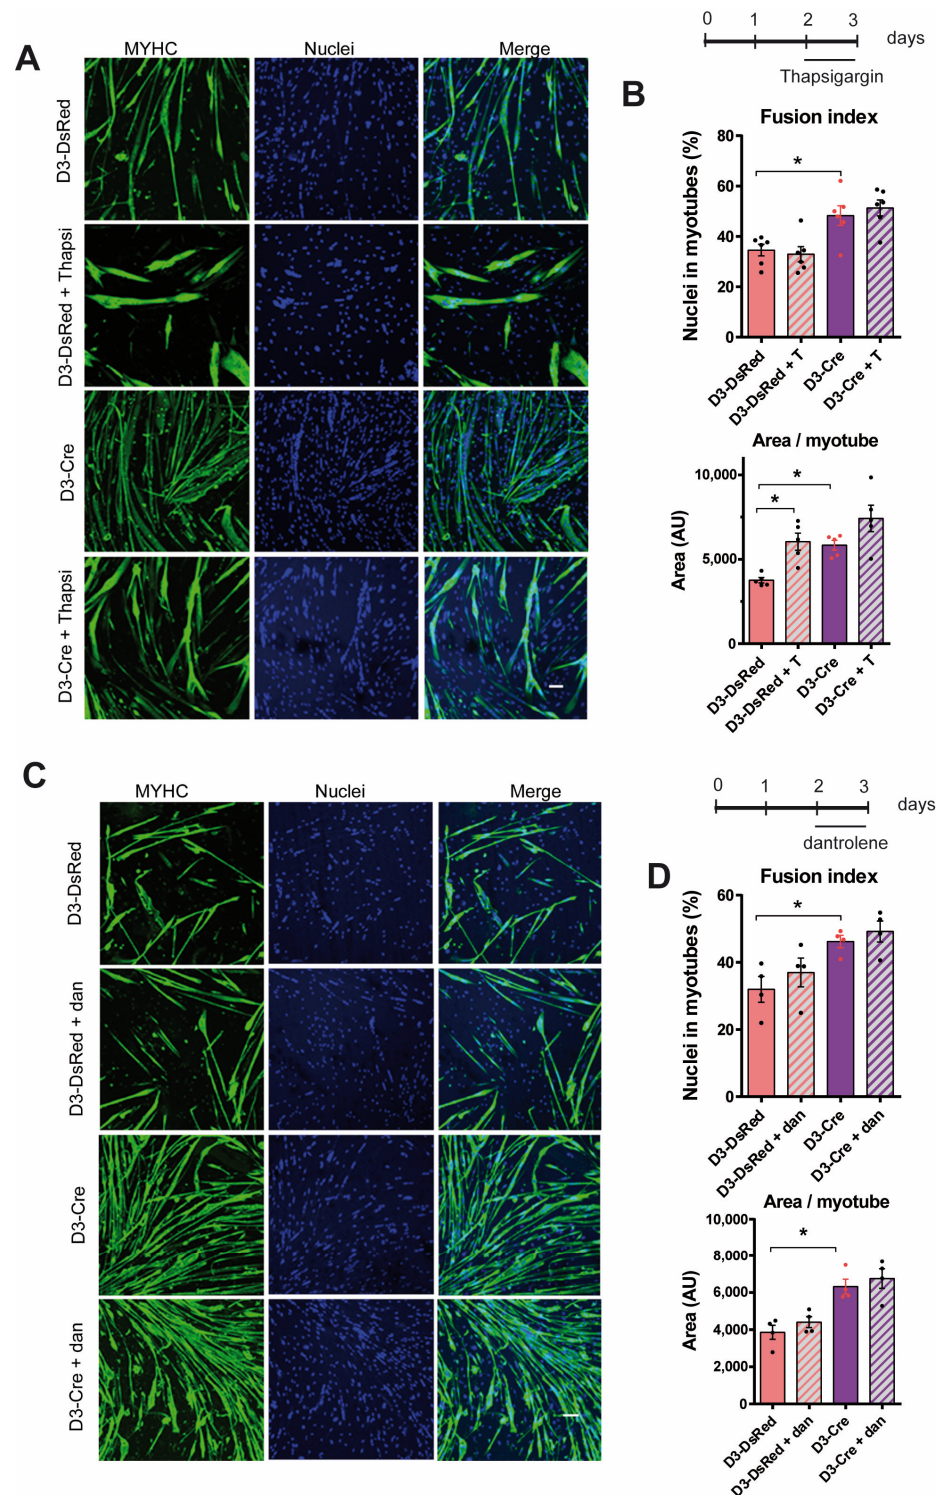 A
MYHC Nuclei Merge
D3-DsRed
D3-DsRed + Thapsi
D3-Cre
D3-Cre + Thapsi
0 1 2 3 days
Thapsigargin
B
Fusion index
Nuclei in myotubes (%)
80
60
40
20
0
*
D3-DsRed D3-DsRed + T D3-Cre D3-Cre + T
Area / myotube
Area (AU)
10,000
5,000
0
*
*
D3-DsRed D3-DsRed + T D3-Cre D3-Cre + T
C
MYHC Nuclei Merge
D3-DsRed
D3-DsRed + dan
D3-Cre
D3-Cre + dan
0 1 2 3 days
dantrolene
D
Fusion index
Nuclei in myotubes (%)
60
40
20
0
*
D3-DsRed D3-DsRed + dan D3-Cre D3-Cre + dan
Area / myotube
Area (AU)
10,000
8,000
6,000
4,000
2,000
0
*
D3-DsRed D3-DsRed + dan D3-Cre D3-Cre + dan